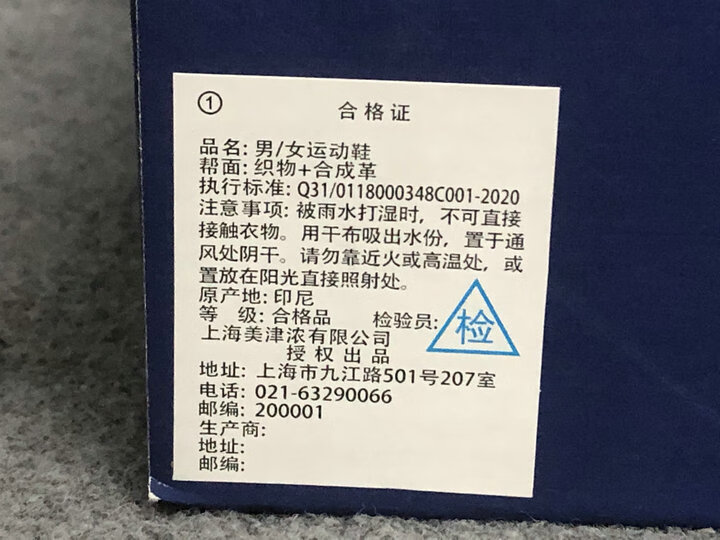 ① 合格证
品名: 男/女运动鞋
帮面: 织物+合成革
执行标准: Q31/0118000348C001-2020
注意事项: 被雨水打湿时, 不可直接
接触衣物。用干布吸出水份, 置于通
风处阴干。请勿靠近火或高温处, 或
置放在阳光直接照射处。
原产地: 印尼
等 级: 合格品 检验员: 检
上海美津浓有限公司
授权出品
地址: 上海市九江路501号207室
电话: 021-63290066
邮编: 200001
生产商:
地址:
邮编: